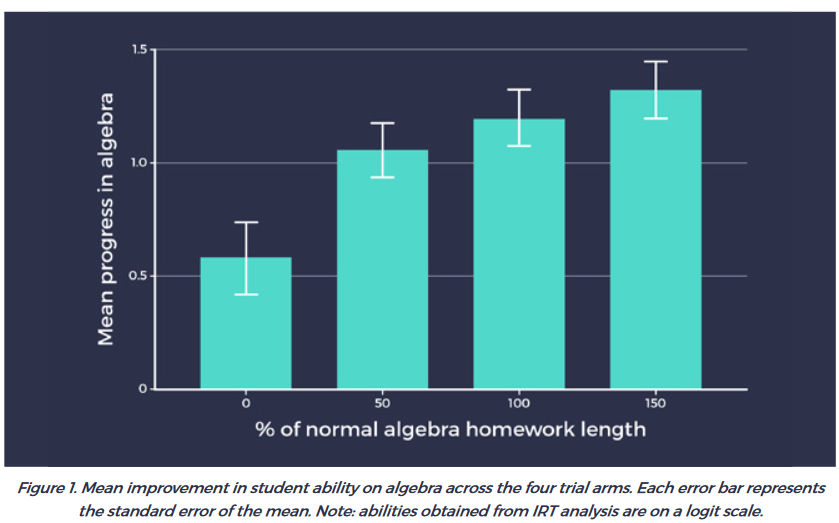 1.5
1.0
0.5
0
Mean progress in algebra
0 50 100 150
% of normal algebra homework length
Figure 1. Mean improvement in student ability on algebra across the four trial arms. Each error bar represents
the standard error of the mean. Note: abilities obtained from IRT analysis are on a logit scale.